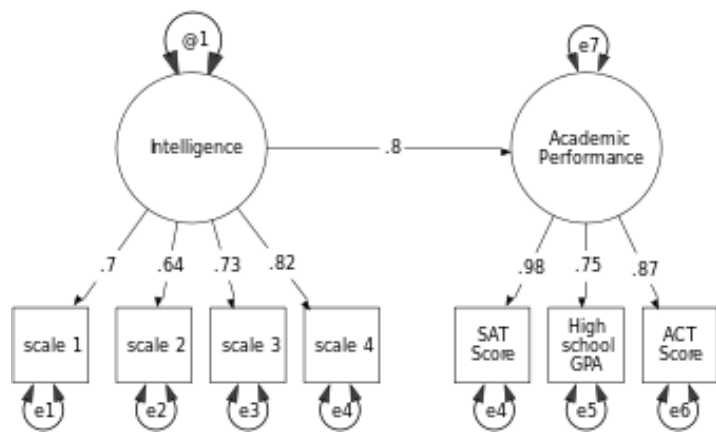 @1
e7
Intelligence
.8
Academic
Performance
.7
.64
.73
.82
.98
.75
.87
scale 1
scale 2
scale 3
scale 4
SAT
Score
High
school
GPA
ACT
Score
e1
e2
e3
e4
e4
e5
e6